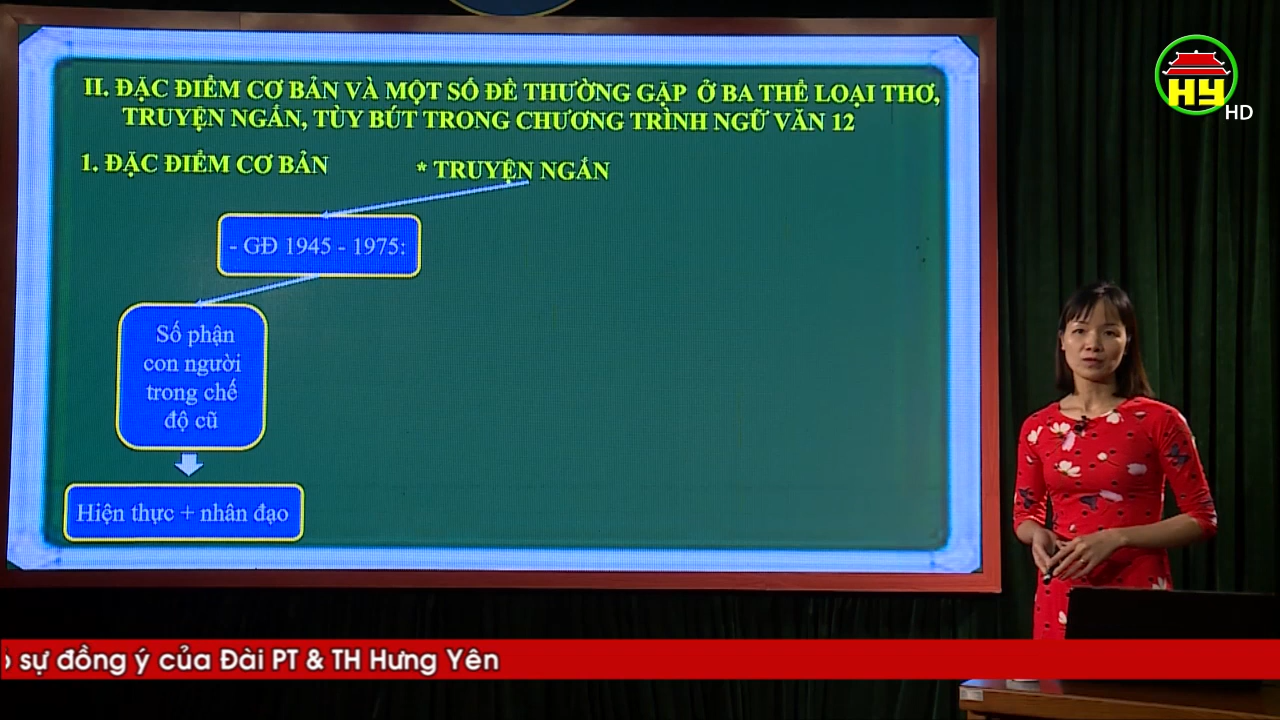 II. ĐẶC ĐIỂM CƠ BẢN VÀ MỘT SỐ ĐỀ THƯỜNG GẶP Ở BA THỂ LOẠI THƠ,
TRUYỆN NGẮN, TÙY BÚT TRONG CHƯƠNG TRÌNH NGỮ VĂN 12
1. ĐẶC ĐIỂM CƠ BẢN
* TRUYỆN NGẮN
- GĐ 1945 - 1975:
Số phận
con người
trong chế
độ cũ
Hiện thực + nhân đạo
HY
HD
sự đồng ý của Đài PT & TH Hưng Yên